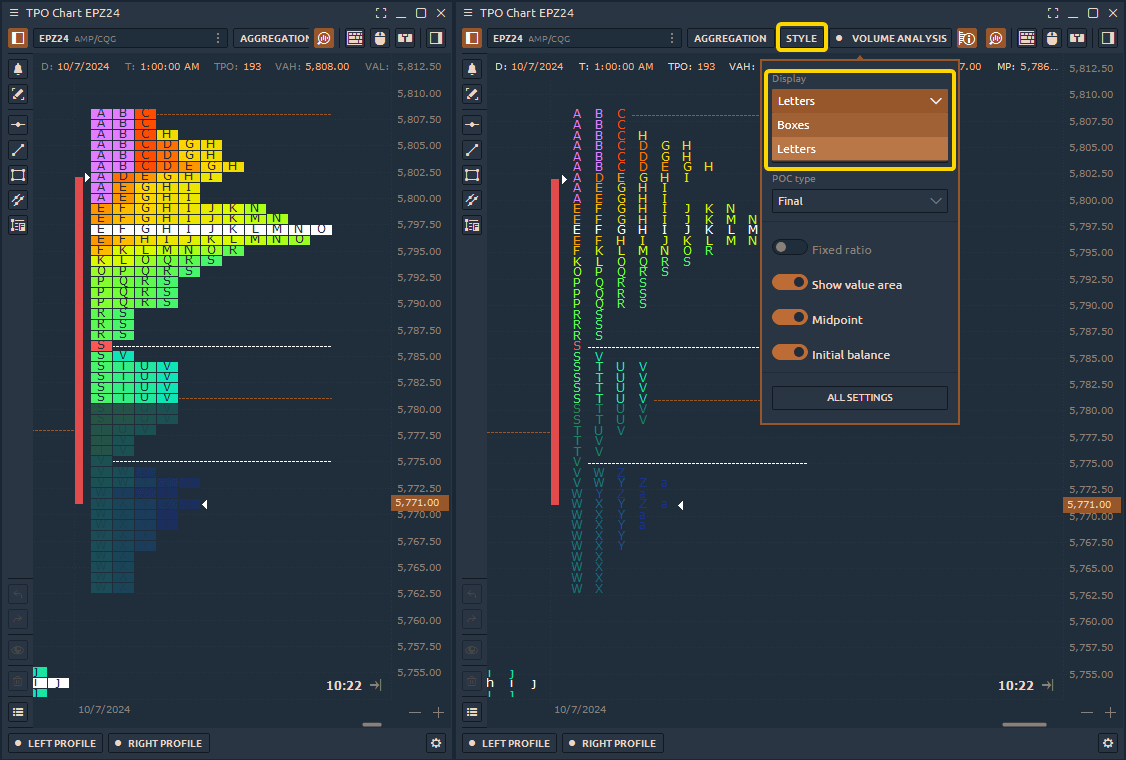 TPO Chart EPZ24
EPZ24 AMP/CQG
AGGREGATION
D: 10/7/2024 T: 1:00:00 AM TPO: 193 VAH: 5,808.00 VAL:
5,812.50
5,810.00
5,807.50
5,805.00
5,802.50
5,800.00
5,797.50
5,795.00
5,792.50
5,790.00
5,787.50
5,785.00
5,782.50
5,780.00
5,777.50
5,775.00
5,772.50
5,771.00
5,770.00
5,767.50
5,765.00
5,762.50
5,760.00
5,757.50
5,755.00
A B C
A B C
A B C H
A B C D G H
A B C D G H
A B C D E G H
A D E G H I
A E G H I
A E G H I
E F G H I J K N
E F G H I J K M N
E F G H I J K L M N O
E F H I J K L M N O
F K L M N O R
K L O Q R S
O P Q R S
P Q R S
P Q R S
P Q R S
R S
R S
R S
S
S V
S T U V
S T U V
S T U V
S T U V
i j
10:22
10/7/2024
LEFT PROFILE
RIGHT PROFILE
TPO Chart EPZ24
EPZ24 AMP/CQG
AGGREGATION
STYLE
VOLUME ANALYSIS
D: 10/7/2024 T: 1:00:00 AM TPO: 193 VAH: 7.00 MP: 5,786...
Display
Letters
Boxes
Letters
POC type
Final
Fixed ratio
Show value area
Midpoint
Initial balance
ALL SETTINGS
5,812.50
5,810.00
5,807.50
5,805.00
5,802.50
5,800.00
5,797.50
5,795.00
5,792.50
5,790.00
5,787.50
5,785.00
5,782.50
5,780.00
5,777.50
5,775.00
5,772.50
5,771.00
5,770.00
5,767.50
5,765.00
5,762.50
5,760.00
5,757.50
5,755.00
A B C
A B C
A B C H
A B C D G H
A B C D G H
A B C D E G H
A D E G H I
A E G H I
A E G H I
E F G H I J K N
E F G H I J K M N
E F G H I J K L M
E F H I J K L M N
F K L M N O R
K L O Q R S
O P Q R S
P Q R S
P Q R S
P Q R S
R S
R S
R S
S
S V
S T U V
S T U V
S T U V
S T U V
S T U V
S T U V
T U V
T V
T V
V
V W Z
W X Y
W X Y
W X
W X
W X
W X
i j
h i j
i j
10:22
10/7/2024
LEFT PROFILE
RIGHT PROFILE